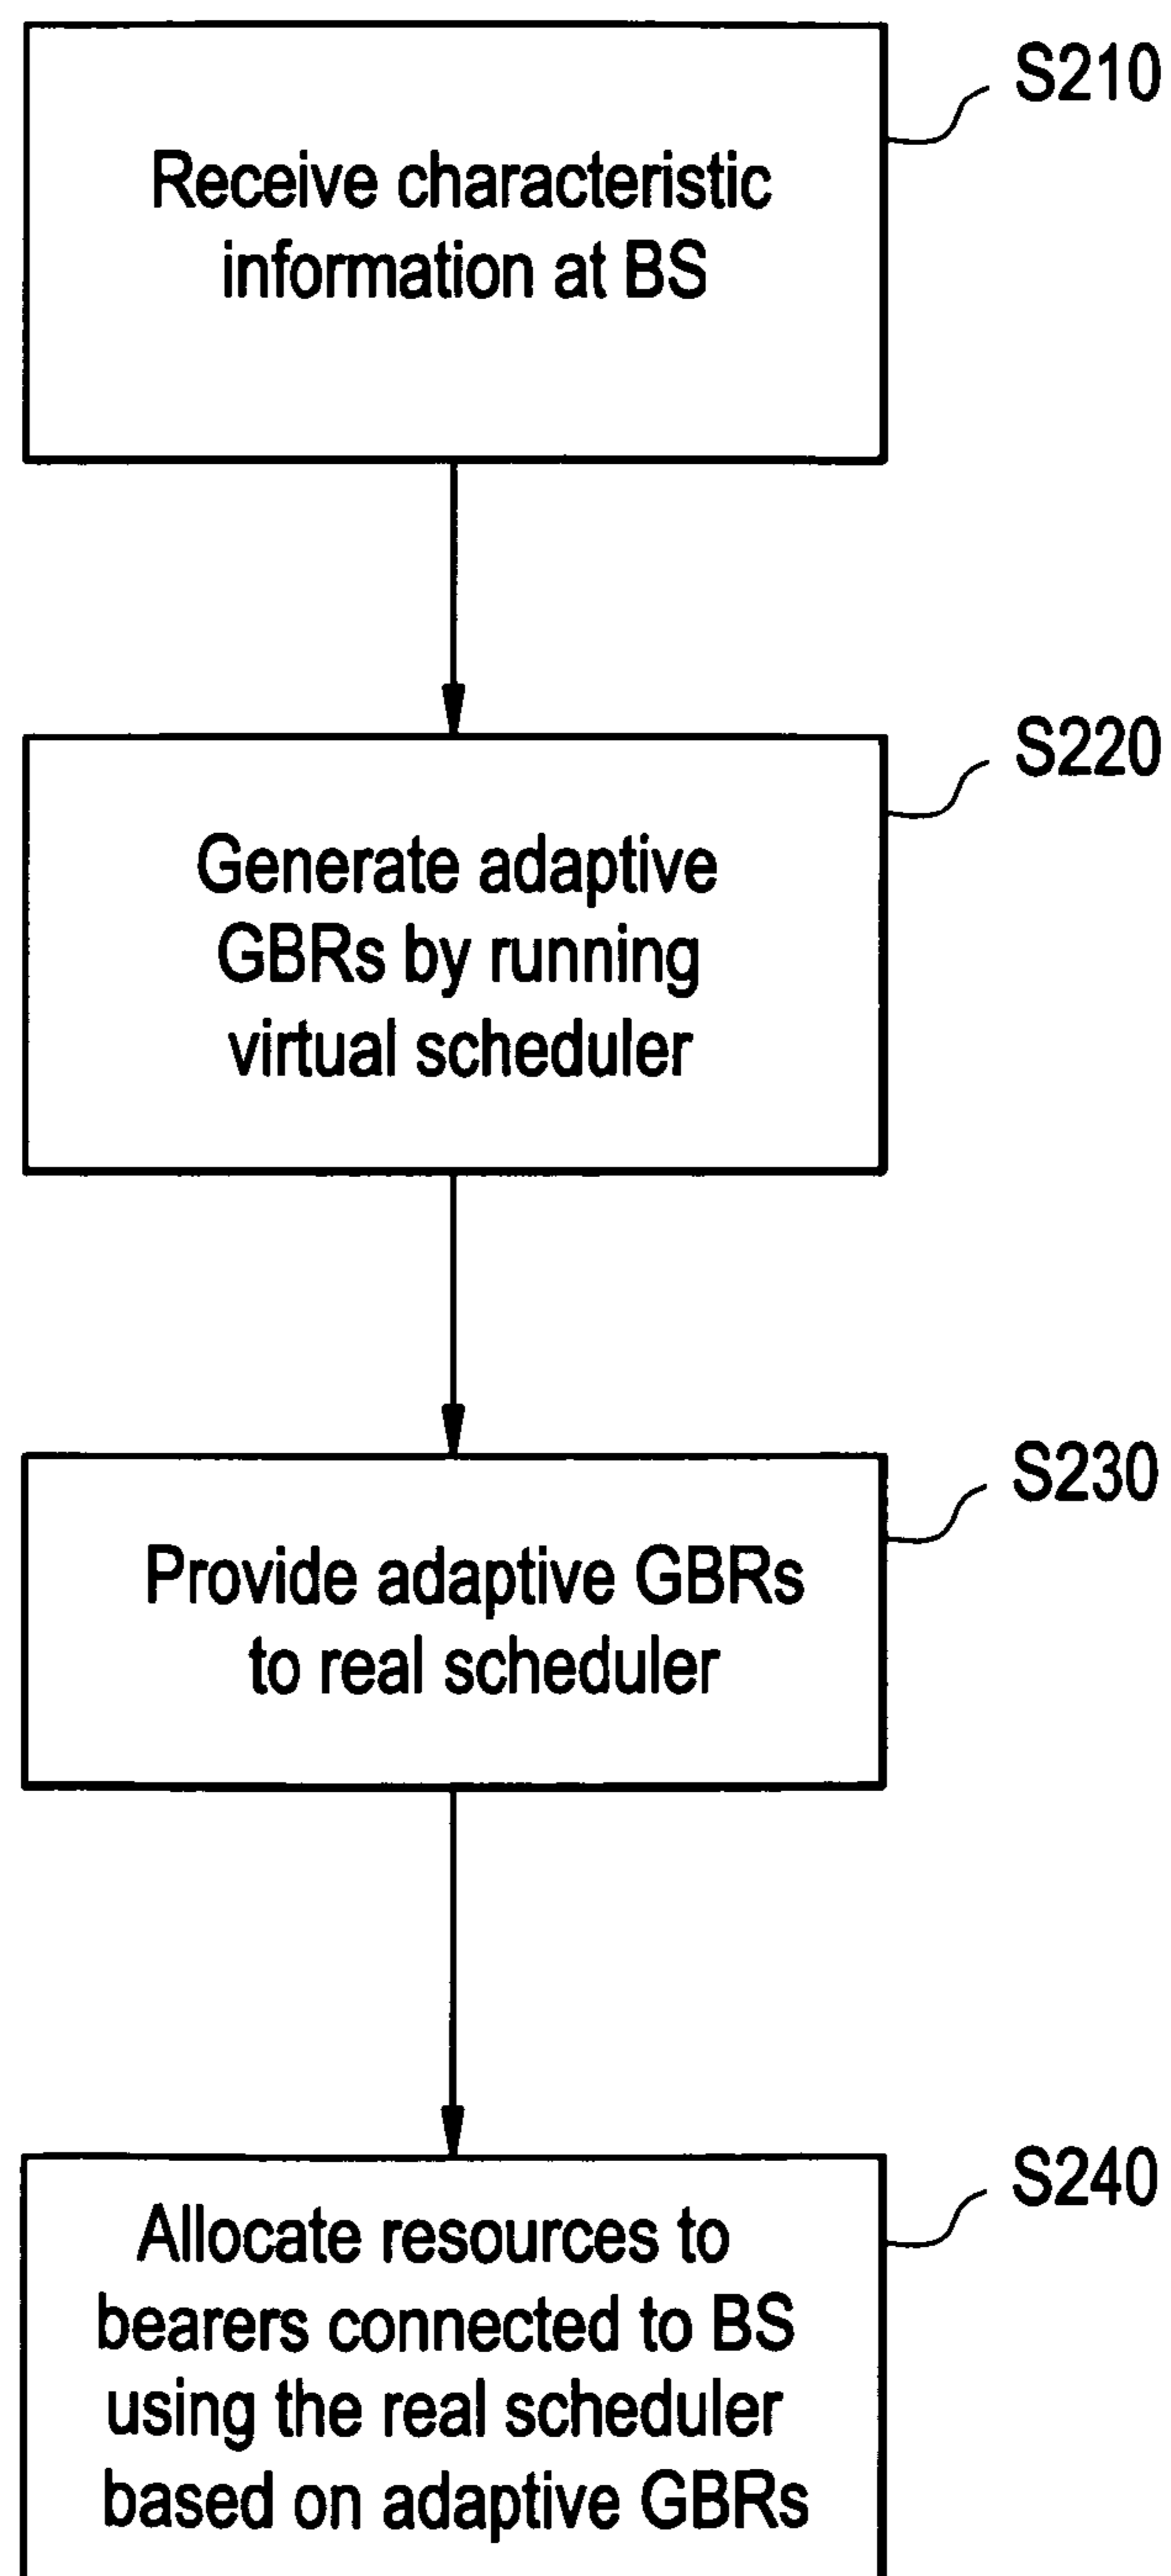 S210
Receive characteristic
information at BS
S220
Generate adaptive
GBRs by running
virtual scheduler
S230
Provide adaptive GBRs
to real scheduler
S240
Allocate resources to
bearers connected to BS
using the real scheduler
based on adaptive GBRs